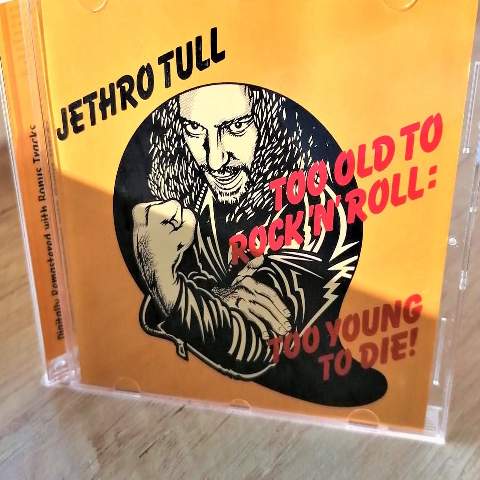 JETHRO TULL
TOO OLD TO
ROCK'N'ROLL:
TOO YOUNG
TO DIE!
Digitally Remastered with Bonus Tracks